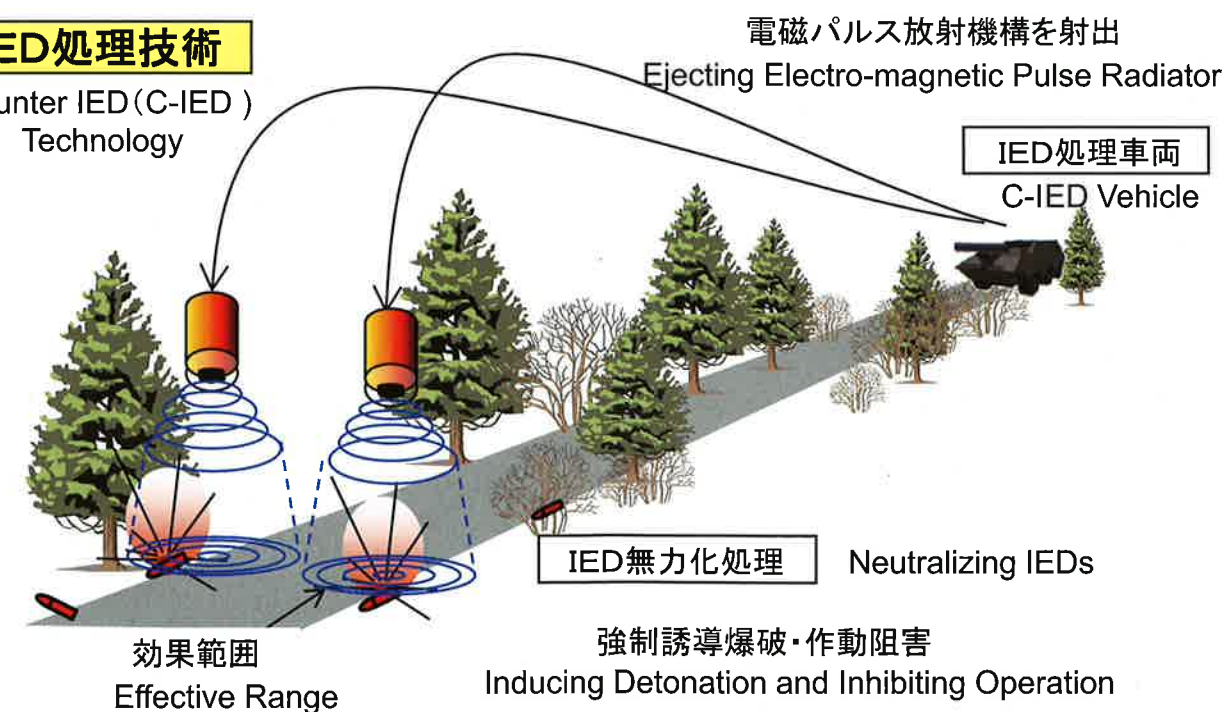 ED処理技術
unter IED(C-IED )
Technology
電磁パルス放射機構を射出
Ejecting Electro-magnetic Pulse Radiator
IED処理車両
C-IED Vehicle
IED無力化処理
Neutralizing IEDs
効果範囲
Effective Range
強制誘導爆破・作動阻害
Inducing Detonation and Inhibiting Operation